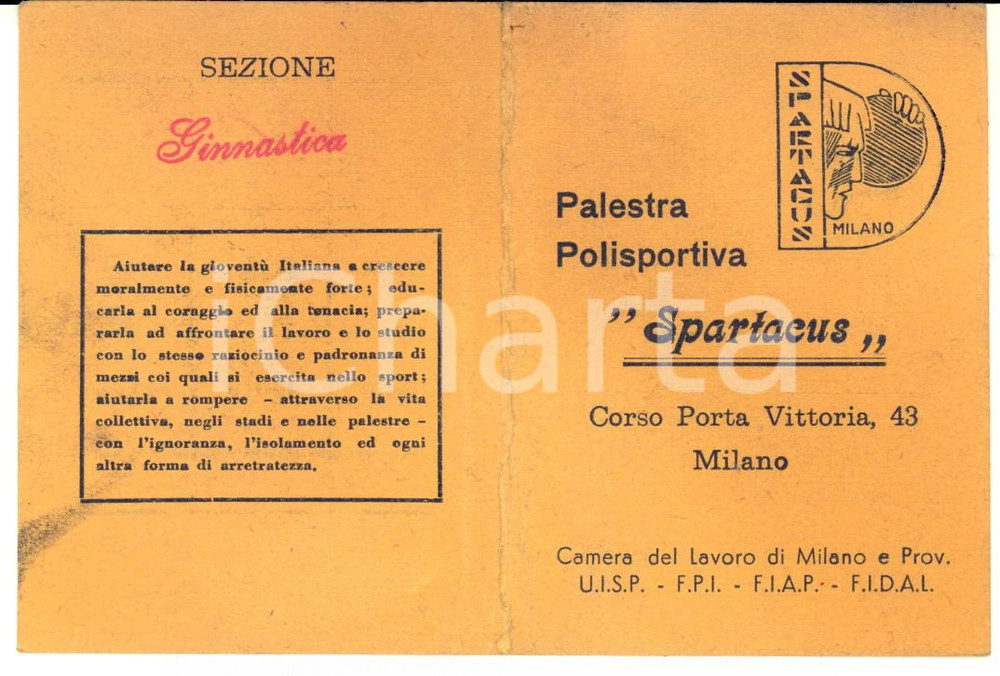 SEZIONE
Ginnastica
Aiutare la gioventù Italiana a crescere
moralmente e fisicamente forte; edu-
carla al coraggio ed alla tenacia; prepa-
rarla ad affrontare il lavoro e lo studio
con lo stesso raziocinio e padronanza di
mezzi coi quali si esercita nello sport;
aiutarla a rompere - attraverso la vita
collettiva, negli stadi e nelle palestre -
con l'ignoranza, l'isolamento ed ogni
altra forma di arretratezza.
SPARTACUS
MILANO
Palestra
Polisportiva
"Spartacus„
Corso Porta Vittoria, 43
Milano
Camera del Lavoro di Milano e Prov.
U.I.S.P. - F.P.I. - F.I.A.P. - F.I.D.A.L.
iCharta